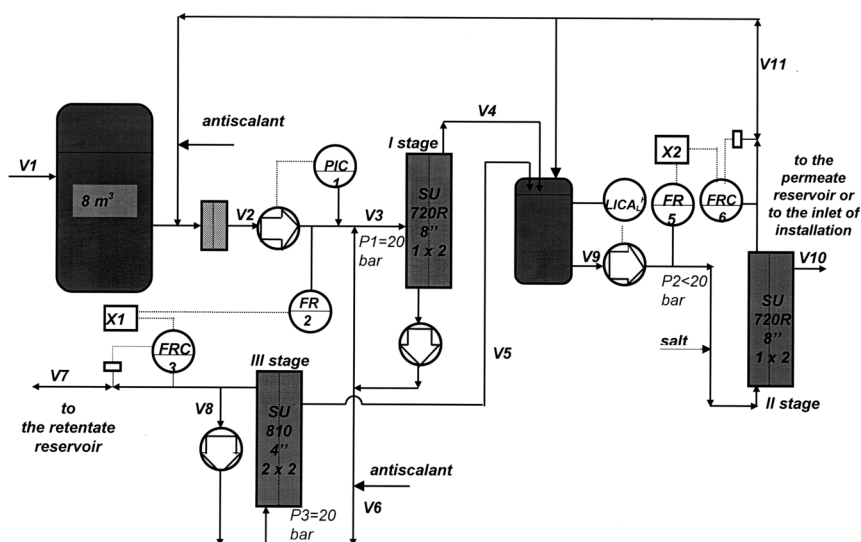 V11
V4
antiscalant
I stage
V1
PIC
1
X2
to the
permeate
reservoir or
to the inlet of
installation
8 m³
SU
720R
8"
1 x 2
V2
V3
LICA
FR
5
FRC
6
P1=20
bar
V9
V10
P2<20
bar
X1
FR
2
SU
720R
8"
1 x 2
salt
FRC
3
V5
III stage
V7
II stage
to
the retentate
reservoir
V8
SU
810
4"
2 x 2
antiscalant
V6
P3=20
bar